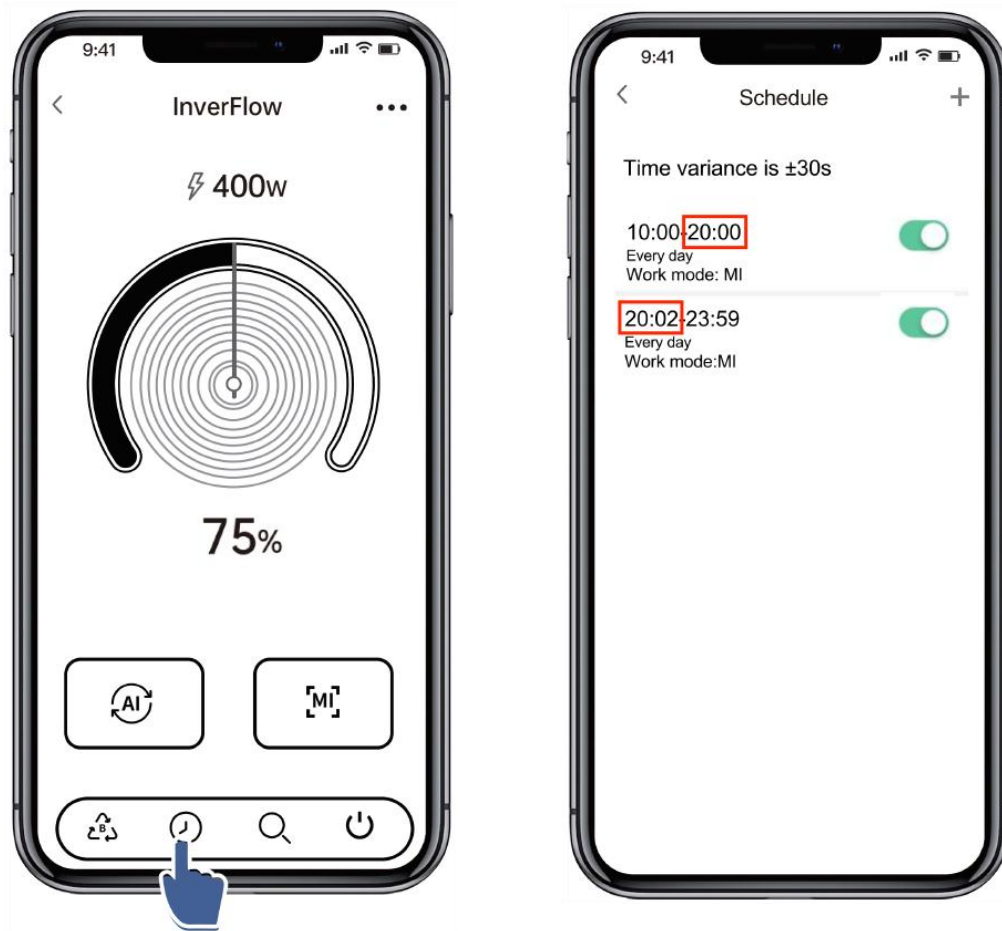 9:41
InverFlow
400W
75%
AI
MI
B
9:41
Schedule
Time variance is ±30s
10:00-20:00
Every day
Work mode: MI
20:02-23:59
Every day
Work mode:MI